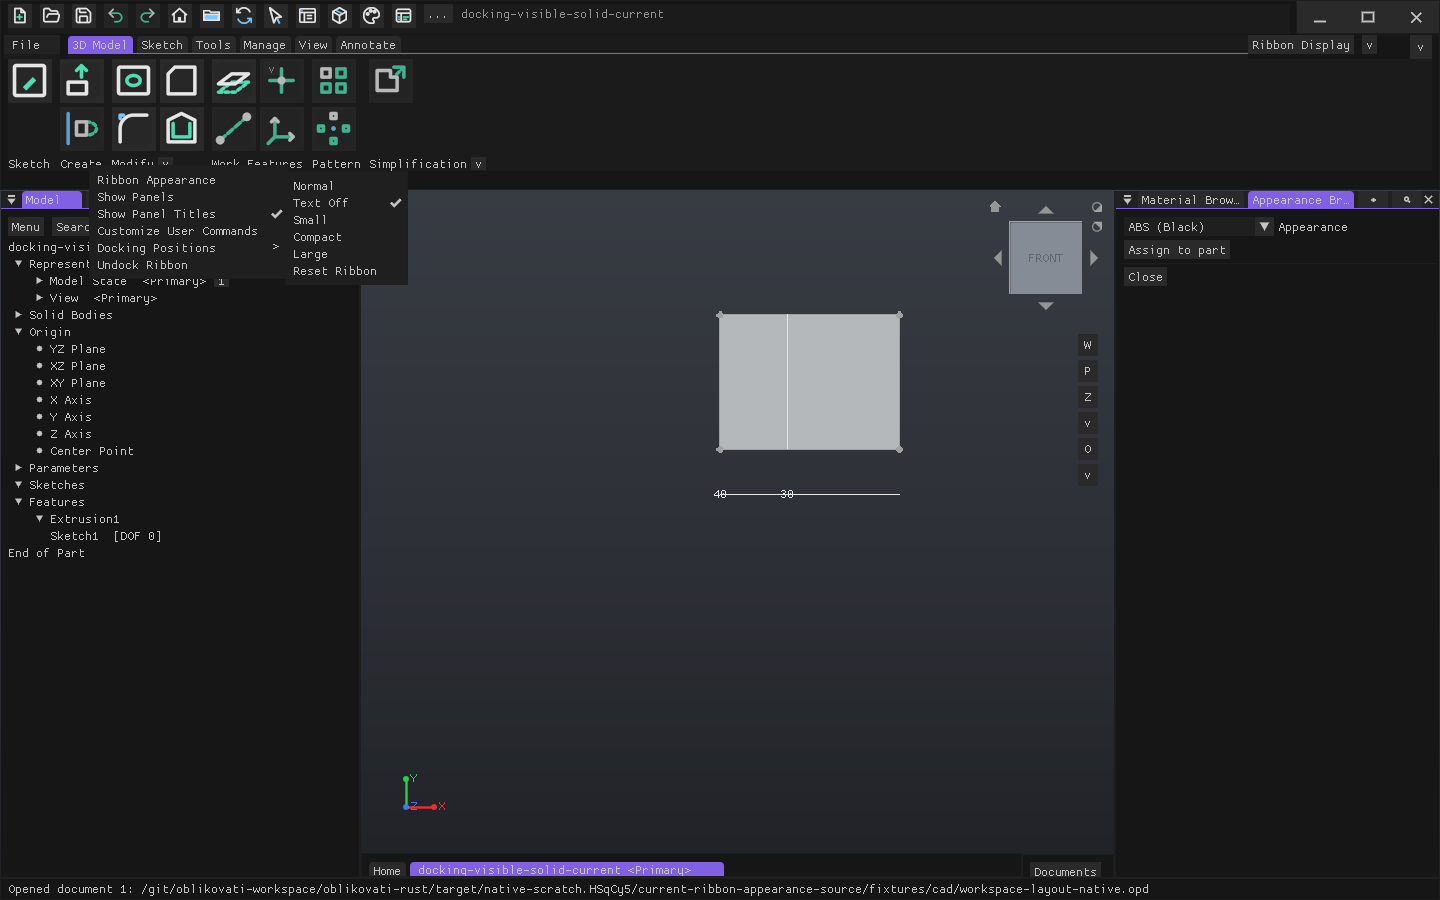 ... docking-visible-solid-current
File 3D Model Sketch Tools Manage View Annotate Ribbon Display v v
v
Sketch Create Modify v Work Features Pattern Simplification v
Ribbon Appearance
Show Panels
Show Panel Titles
Customize User Commands
Docking Positions >
Undock Ribbon
Normal
Text Off
Small
Compact
Large
Reset Ribbon
Model
Menu Searc
docking-visi
Represent
Model State <Primary> 1
View <Primary>
Solid Bodies
Origin
YZ Plane
XZ Plane
XY Plane
X Axis
Y Axis
Z Axis
Center Point
Parameters
Sketches
Features
Extrusion1
Sketch1 [DOF 0]
End of Part
FRONT
W
P
Z
v
O
v
40 30
Y
Z X
Material Brow… Appearance Br…
ABS (Black) Appearance
Assign to part
Close
Home docking-visible-solid-current <Primary> Documents
Opened document 1: /git/oblikovati-workspace/oblikovati-rust/target/native-scratch.HSqCy5/current-ribbon-appearance-source/fixtures/cad/workspace-layout-native.opd